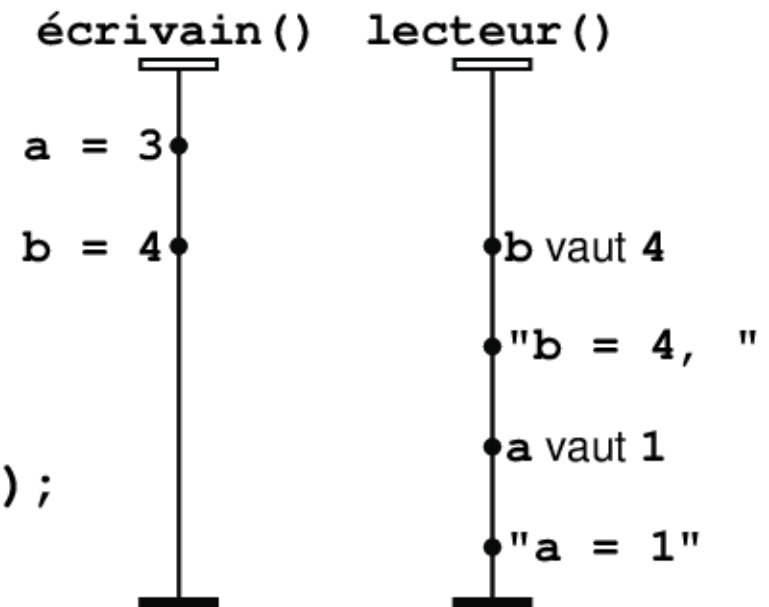 écrivain() lecteur()
a = 3
b = 4 b vaut 4
"b = 4, "
a vaut 1
);
"a = 1"